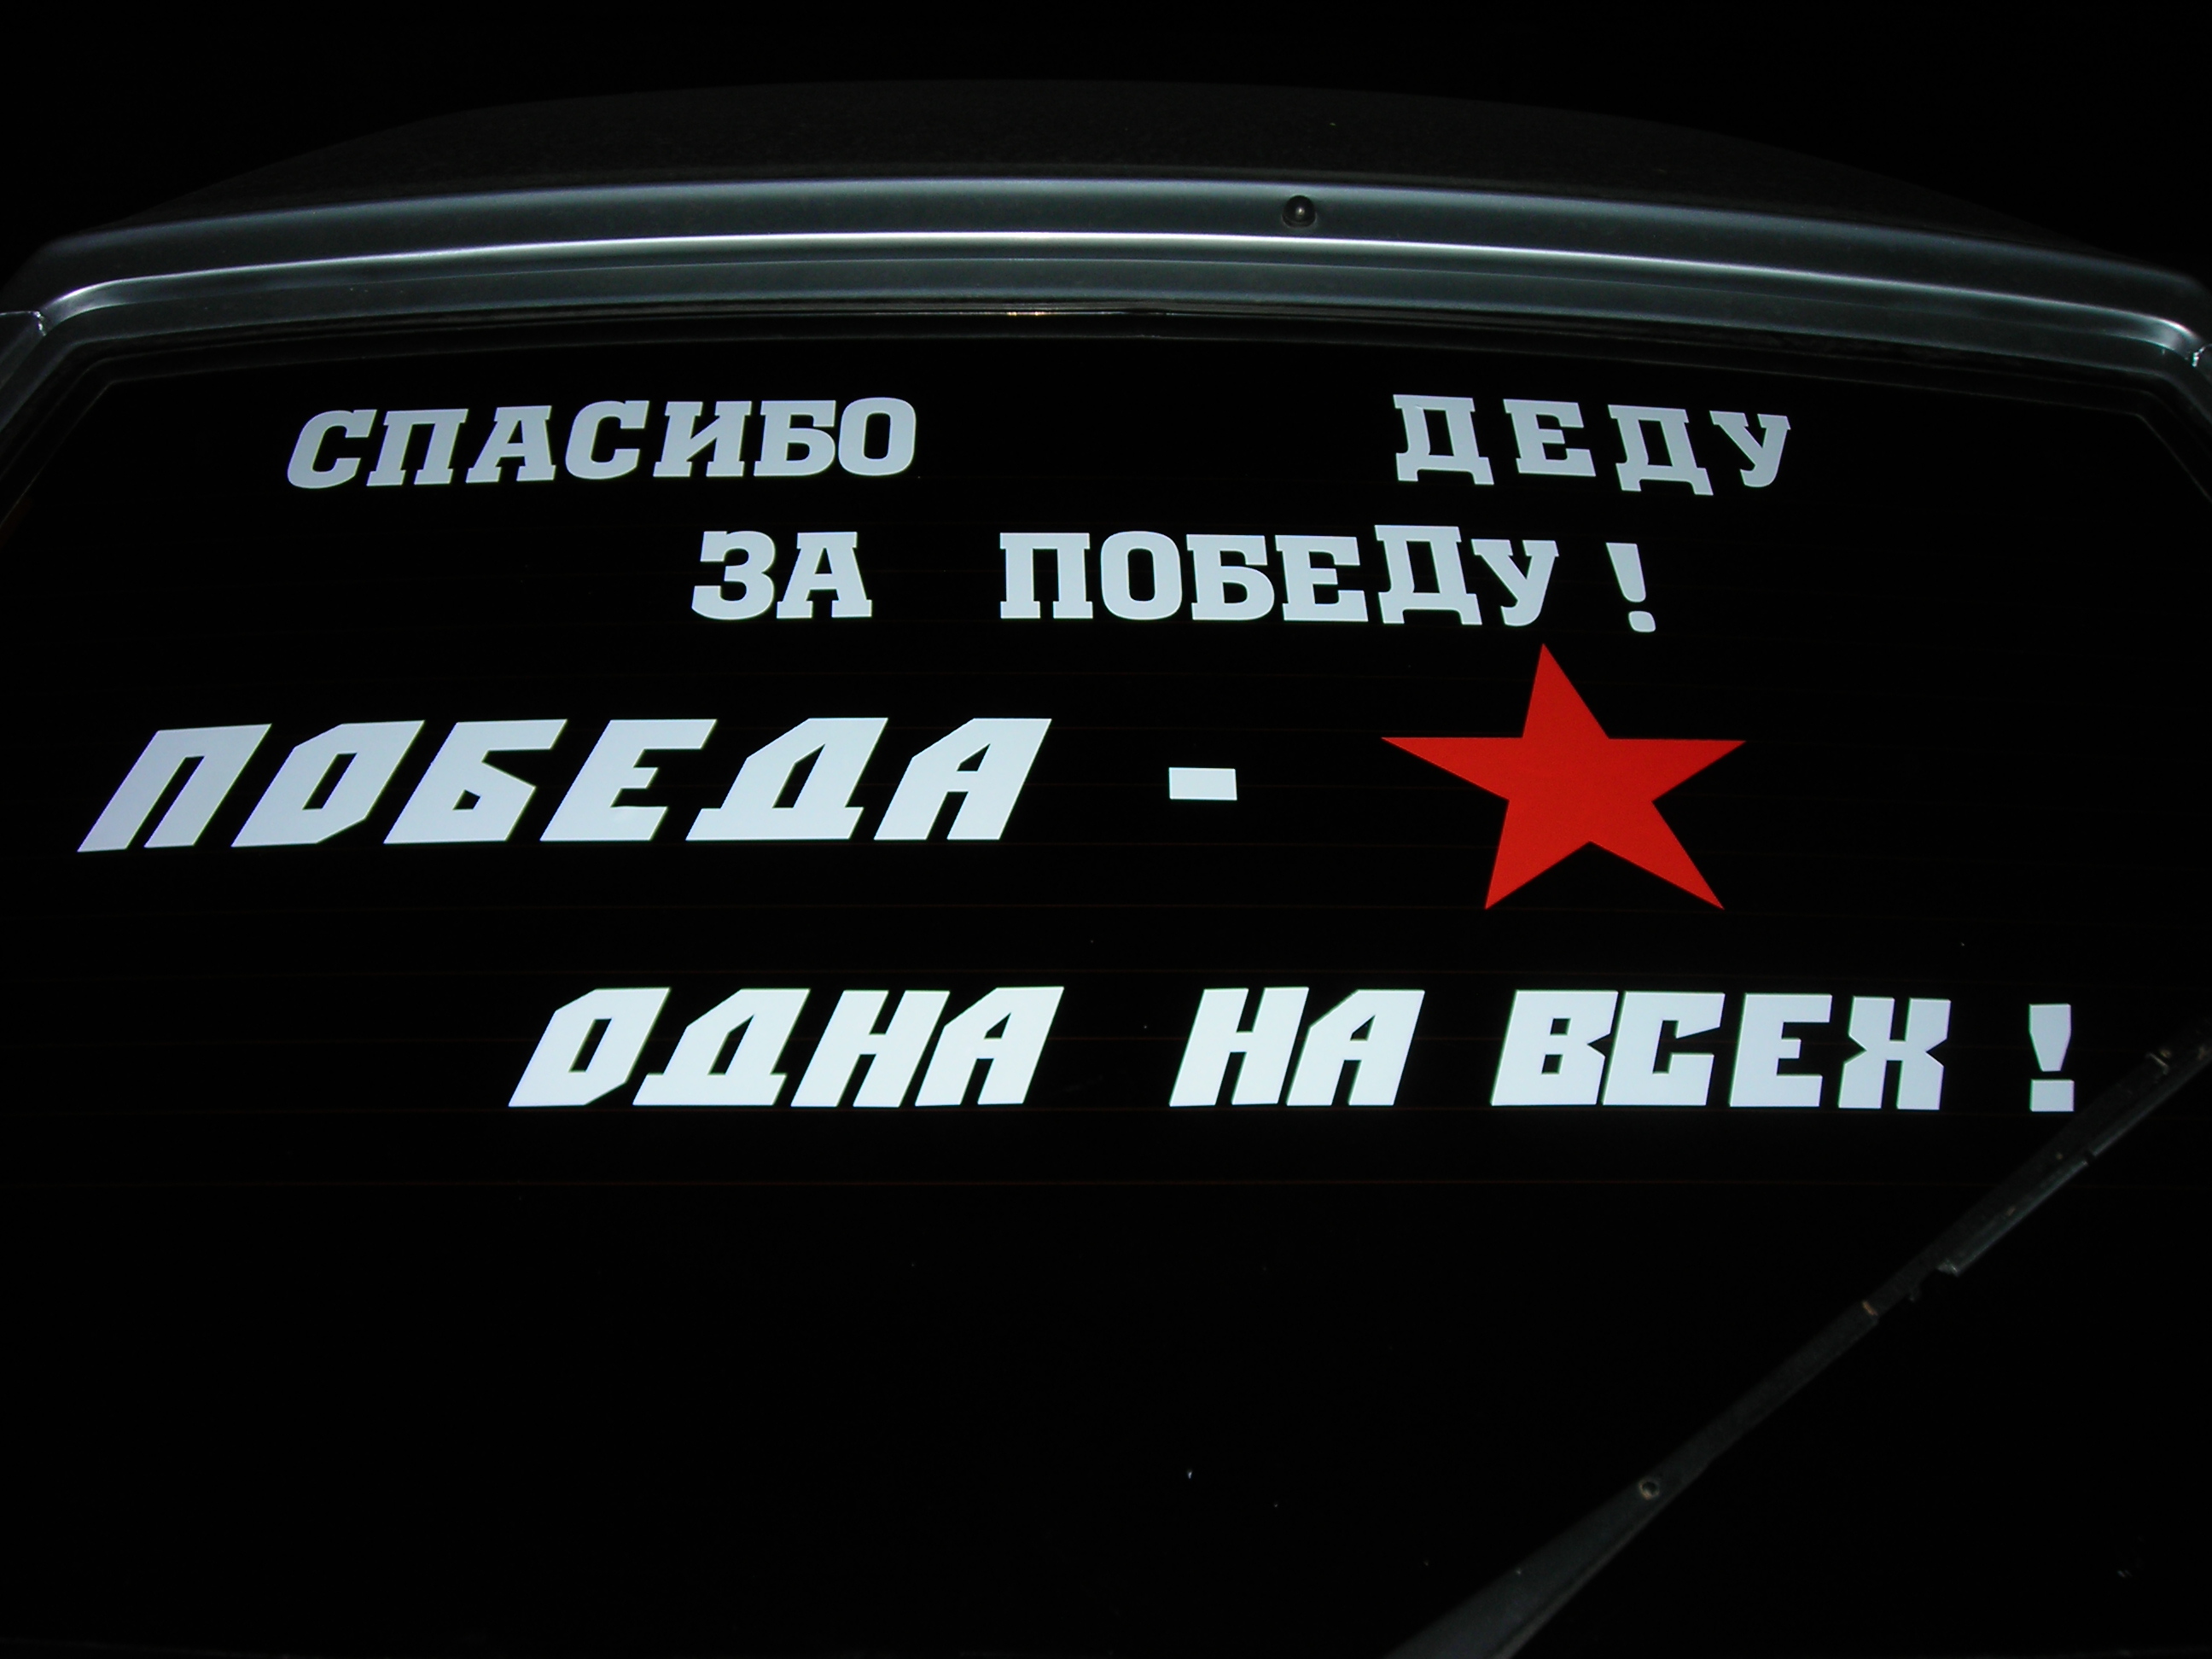 СПАСИБО ДЕДУ
ЗА ПОБЕДУ!
ПОБЕДА -
ОДНА НА ВСЕХ !